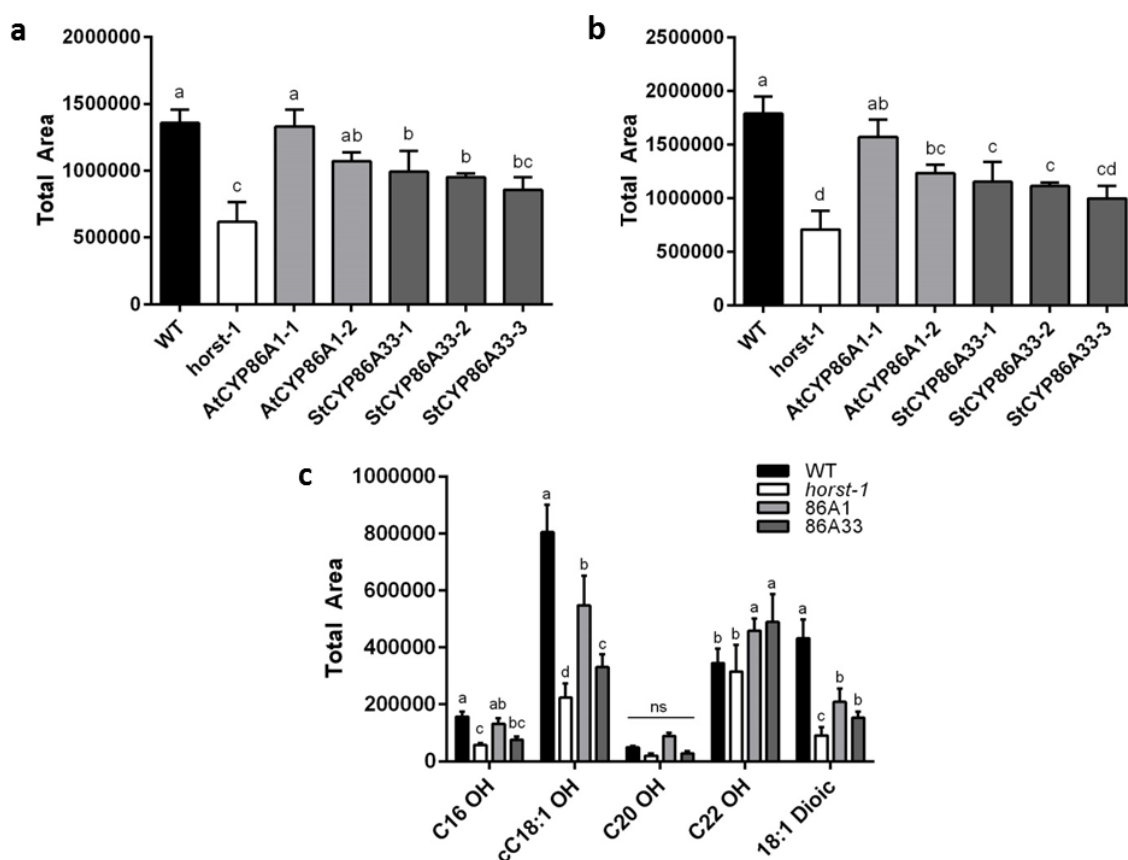 a
Total Area
2000000
1500000
1000000
500000
0
a
c
a
ab
b
b
bc
WT
horst-1
AtCYP86A1-1
AtCYP86A1-2
StCYP86A33-1
StCYP86A33-2
StCYP86A33-3
b
Total Area
2500000
2000000
1500000
1000000
500000
0
a
d
ab
bc
c
c
cd
WT
horst-1
AtCYP86A1-1
AtCYP86A1-2
StCYP86A33-1
StCYP86A33-2
StCYP86A33-3
c
Total Area
1000000
800000
600000
400000
200000
0
WT
horst-1
86A1
86A33
a
c
ab
bc
a
d
b
c
ns
b
b
a
a
a
c
b
b
C16 OH
cC18:1 OH
C20 OH
C22 OH
18:1 Dioic